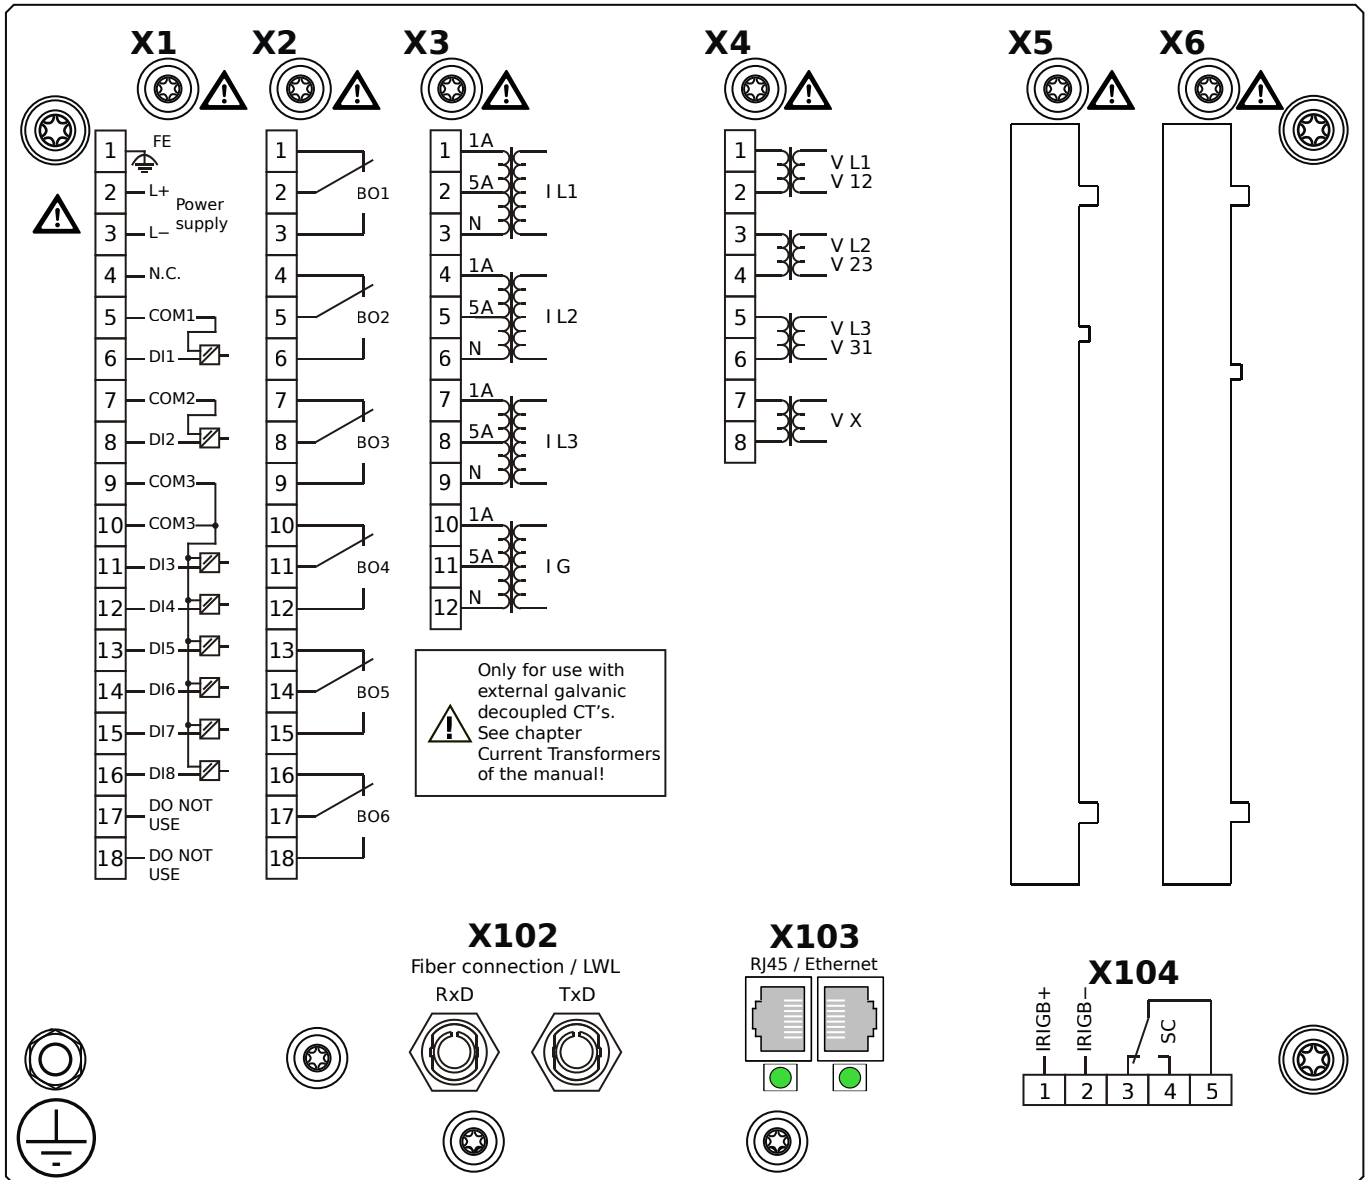 X1 X2 X3 X4 X5 X6
1 FE
2 L+
Power
supply
3 L−
4 N.C.
5 COM1
6 DI1
7 COM2
8 DI2
9 COM3
10 COM3
11 DI3
12 DI4
13 DI5
14 DI6
15 DI7
16 DI8
17 DO NOT
USE
18 DO NOT
USE
1
2 BO1
3
4
5 BO2
6
7
8 BO3
9
10
11 BO4
12
13
14 BO5
15
16
17 BO6
18
1 1A
2 5A I L1
3 N
4 1A
5 5A I L2
6 N
7 1A
8 5A I L3
9 N
10 1A
11 5A I G
12 N
Only for use with
external galvanic
decoupled CT's.
See chapter
Current Transformers
of the manual!
1 V L1
2 V 12
3 V L2
4 V 23
5 V L3
6 V 31
7 V X
8
X102
Fiber connection / LWL
RxD TxD
X103
RJ45 / Ethernet
X104
IRIGB+ IRIGB− SC
1 2 3 4 5